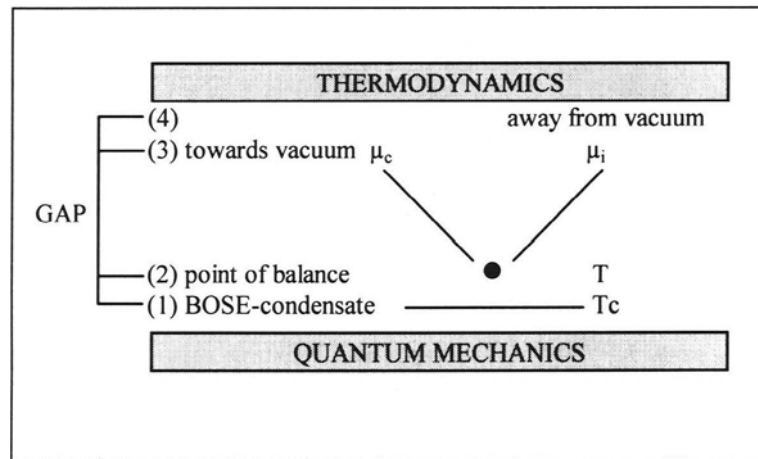 THERMODYNAMICS
(4) away from vacuum
(3) towards vacuum μc μi
GAP
(2) point of balance T
(1) BOSE-condensate Tc
QUANTUM MECHANICS